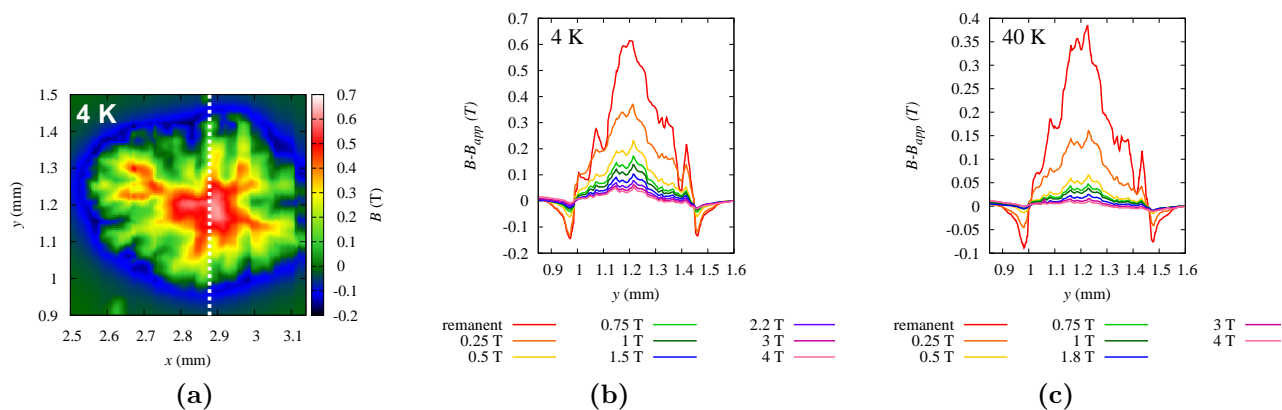 4 K
1.5
1.4
1.3
1.2
1.1
1
0.9
y (mm)
2.5 2.6 2.7 2.8 2.9 3 3.1
x (mm)
0.7
0.6
0.5
0.4
0.3
0.2
0.1
0
-0.1
-0.2
B (T)
(a)
4 K
0.7
0.6
0.5
0.4
0.3
0.2
0.1
0
-0.1
-0.2
B-Bapp (T)
0.9 1 1.1 1.2 1.3 1.4 1.5 1.6
y (mm)
remanent 0.75 T 2.2 T
0.25 T 1 T 3 T
0.5 T 1.5 T 4 T
(b)
40 K
0.4
0.35
0.3
0.25
0.2
0.15
0.1
0.05
0
-0.05
-0.1
B-Bapp (T)
0.9 1 1.1 1.2 1.3 1.4 1.5 1.6
y (mm)
remanent 0.75 T 3 T
0.25 T 1 T 4 T
0.5 T 1.8 T
(c)